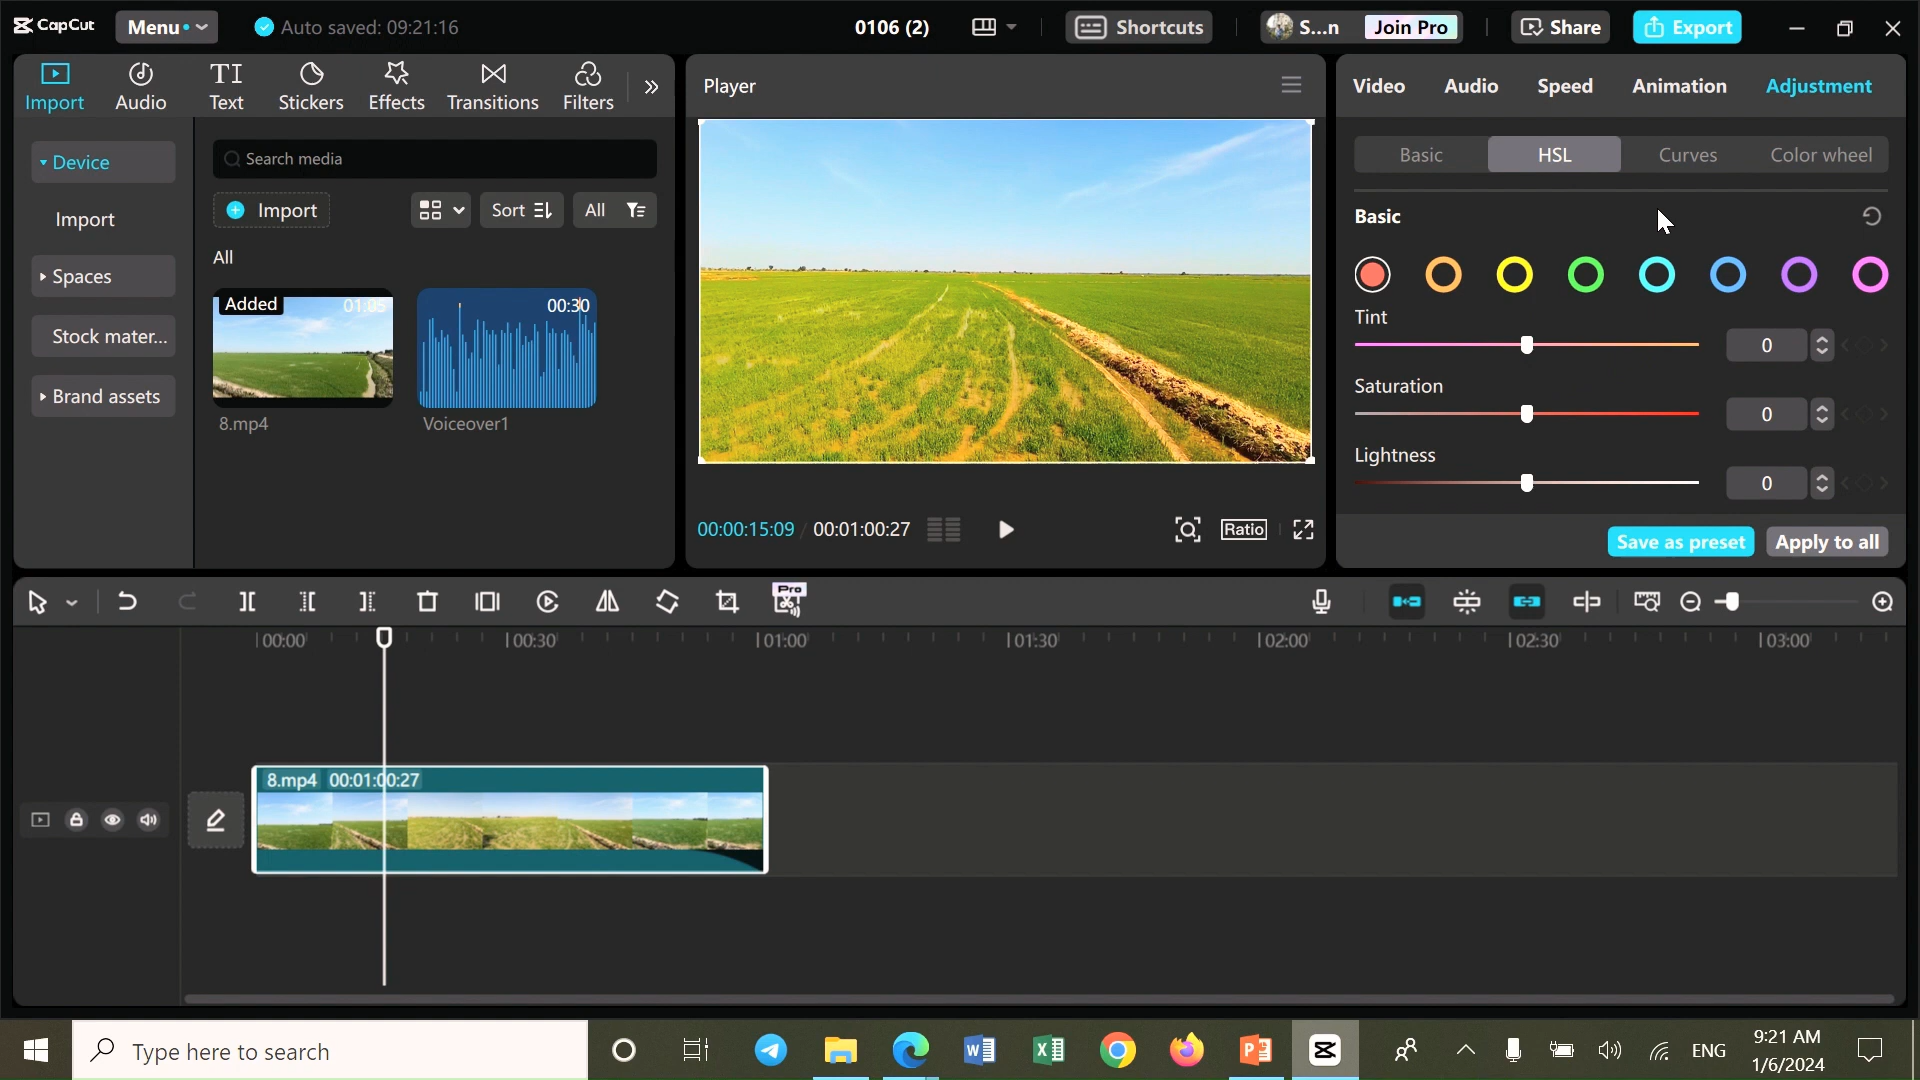 CapCut
Menu
Auto saved: 09:21:16
0106 (2)
Shortcuts
S...n
Join Pro
Share
Export
Import
Audio
Text
Stickers
Effects
Transitions
Filters
Player
Video
Audio
Speed
Animation
Adjustment
Device
Import
Spaces
Stock mater...
Brand assets
Search media
Import
Sort
All
All
Added
01:05
8.mp4
00:30
Voiceover1
00:00:15:09
00:01:00:27
Ratio
Basic
HSL
Curves
Color wheel
Basic
Tint
0
Saturation
0
Lightness
0
Save as preset
Apply to all
Pro
00:00
00:30
01:00
01:30
02:00
02:30
03:00
8.mp4 00:01:00:27
Type here to search
ENG
9:21 AM
1/6/2024